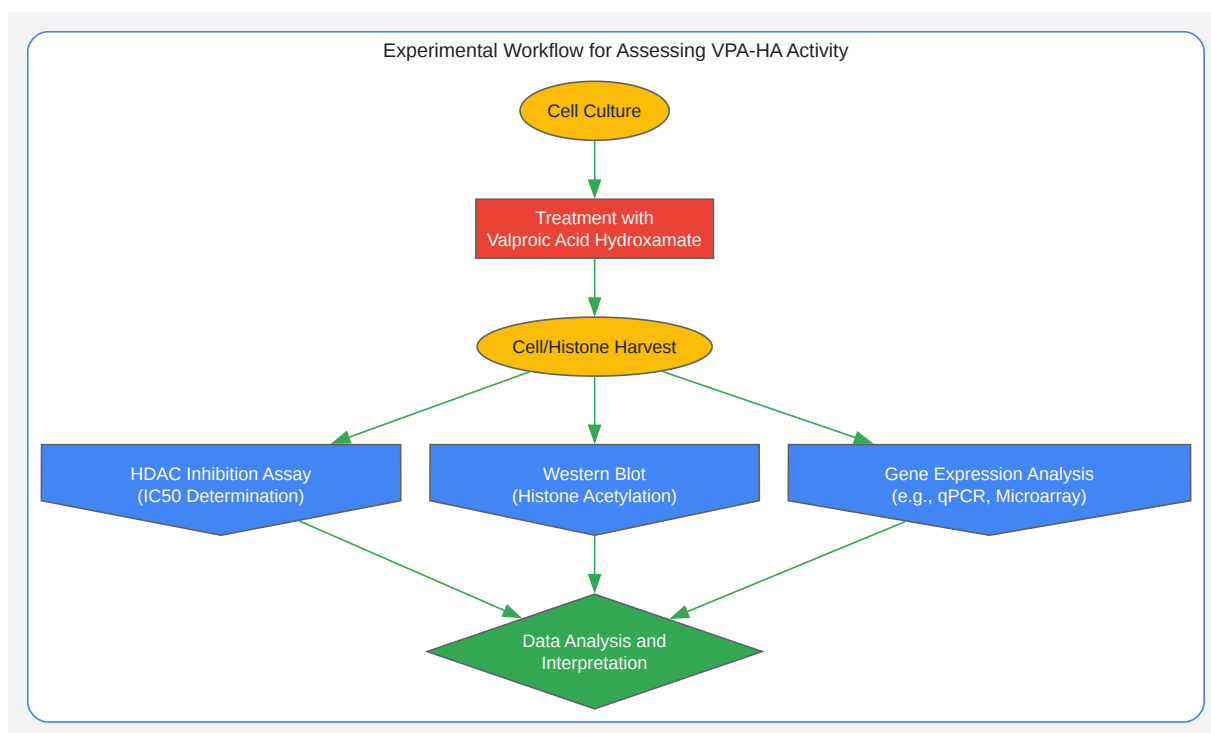 Experimental Workflow for Assessing VPA-HA Activity
Cell Culture
Treatment with
Valproic Acid Hydroxamate
Cell/Histone Harvest
HDAC Inhibition Assay
(IC50 Determination)
Western Blot
(Histone Acetylation)
Gene Expression Analysis
(e.g., qPCR, Microarray)
Data Analysis and
Interpretation